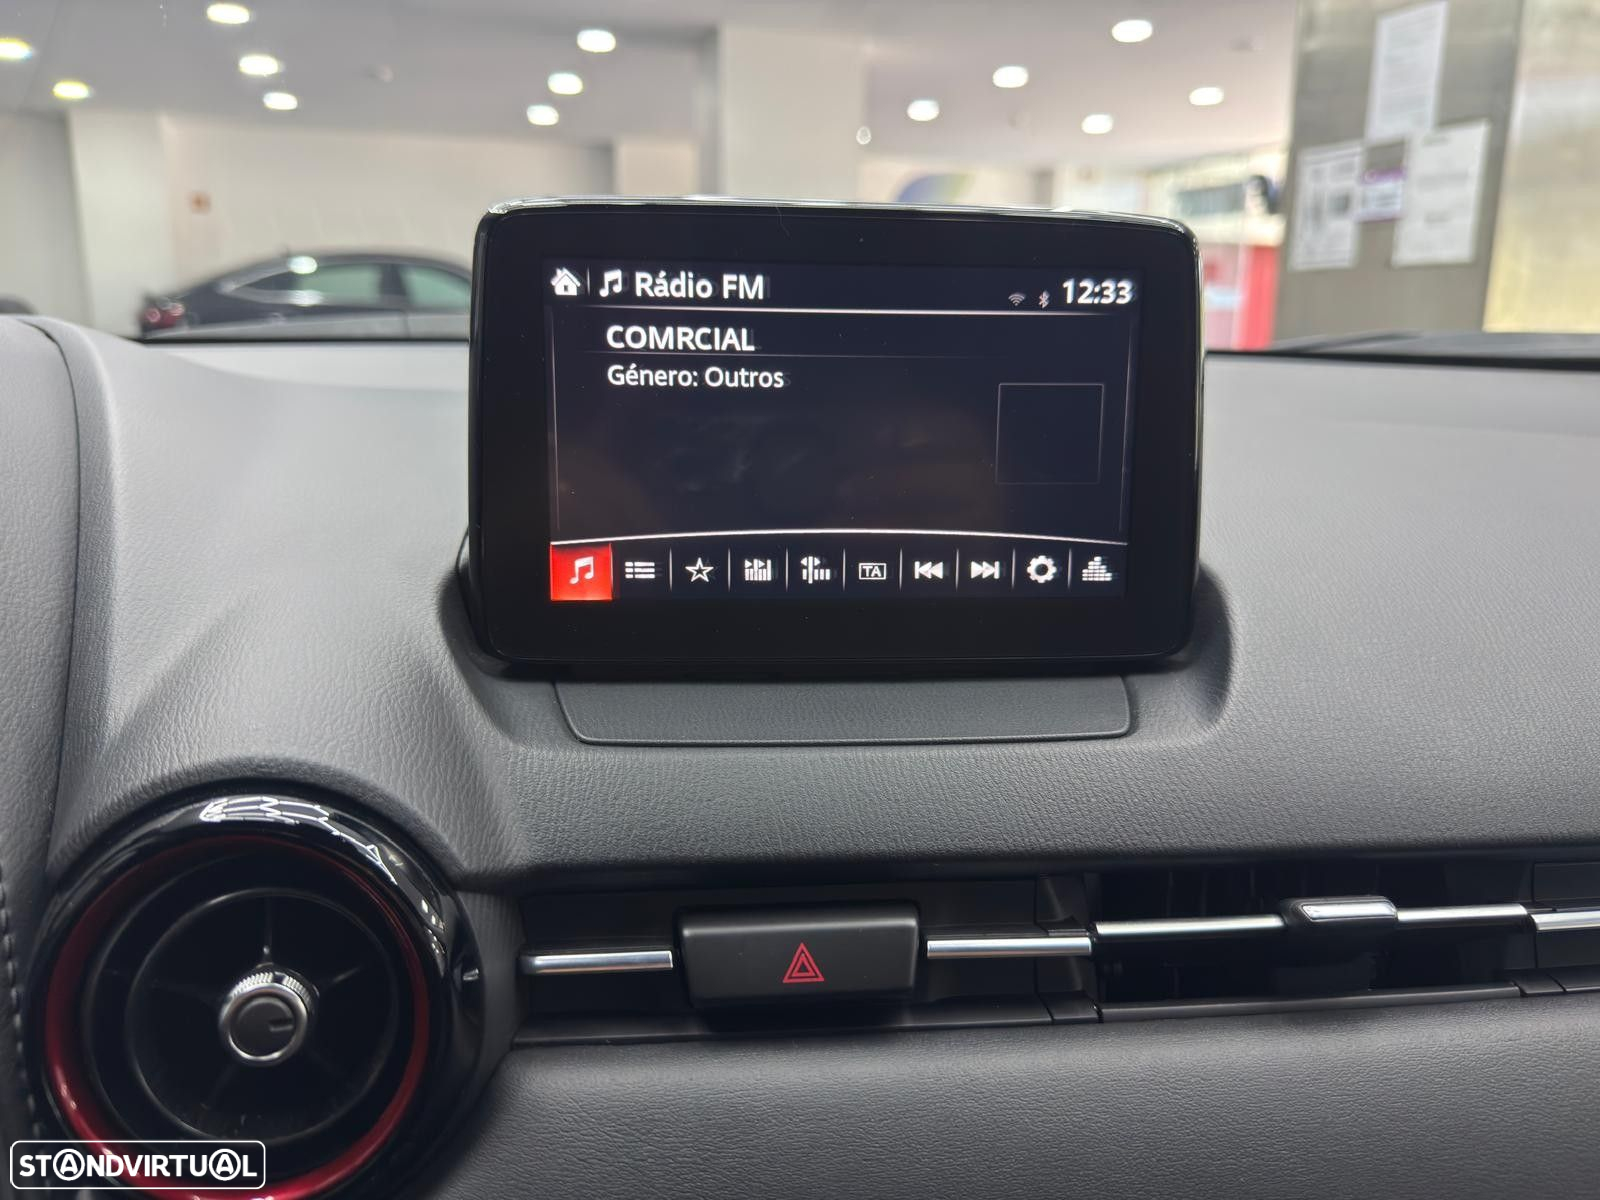 Rádio FM
12:33
COMRCIAL
Género: Outros
TA
STANDVIRTUAL